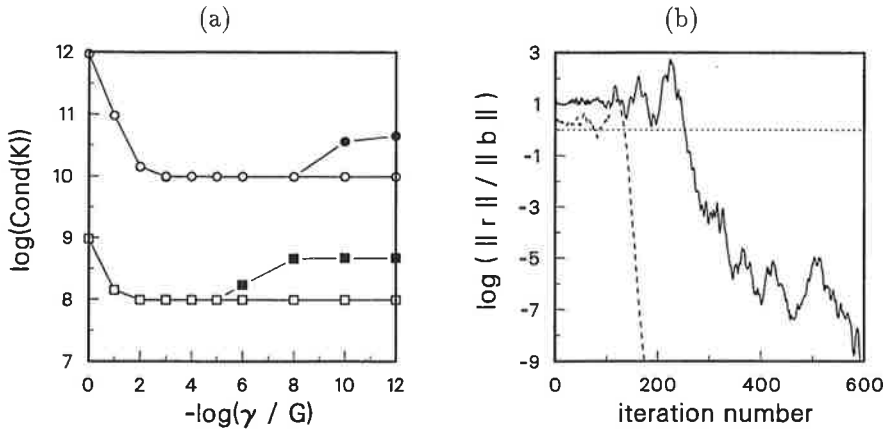 (a)
12
11
10
9
8
7
log(Cond(K))
0 2 4 6 8 10 12
-log(γ / G)
(b)
3
1
-1
-3
-5
-7
-9
log ( || r || / || b || )
0 200 400 600
iteration number